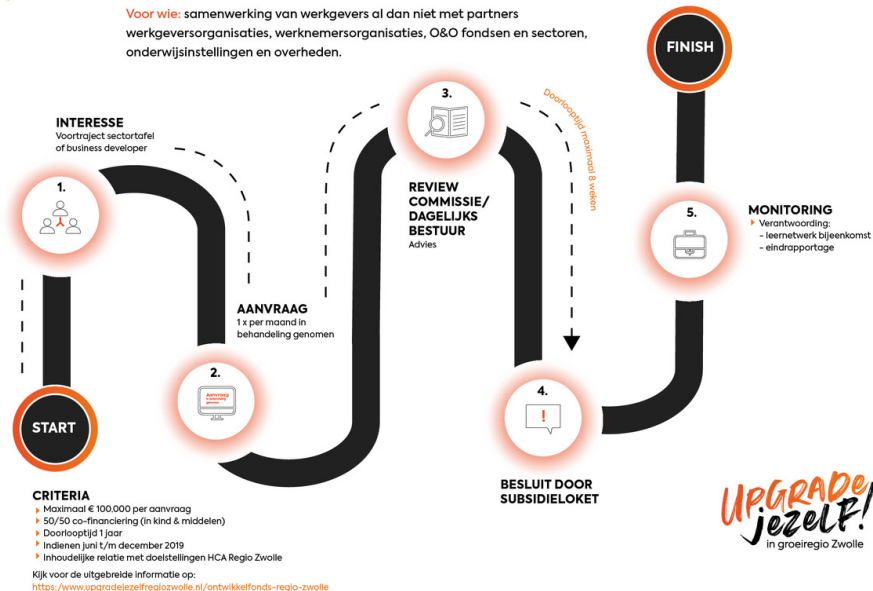 Voor wie: samenwerking van werkgevers al dan niet met partners
werkgeversorganisaties, werknemersorganisaties, O&O fondsen en sectoren,
onderwijsinstellingen en overheden.
FINISH
INTERESSE
Voortraject sectortafel
of business developer
1.
3.
Doorlooptijd maximaal 8 weken
REVIEW
COMMISSIE/
DAGELIJKS
BESTUUR
Advies
5.
MONITORING
Verantwoording:
- leernetwerk bijeenkomst
- eindrapportage
AANVRAAG
1 x per maand in
behandeling genomen
2.
Aanvraag
in behandeling
genomen
4.
!
BESLUIT DOOR
SUBSIDIELOKET
START
CRITERIA
Maximaal € 100.000 per aanvraag
50/50 co-financiering (in kind & middelen)
Doorlooptijd 1 jaar
Indienen juni t/m december 2019
Inhoudelijke relatie met doelstellingen HCA Regio Zwolle
Kijk voor de uitgebreide informatie op:
https:/www.upgradejezelfregiozwolle.nl/ontwikkelfonds-regio-zwolle
UPGRADE
jezelf!
in groeiregio Zwolle